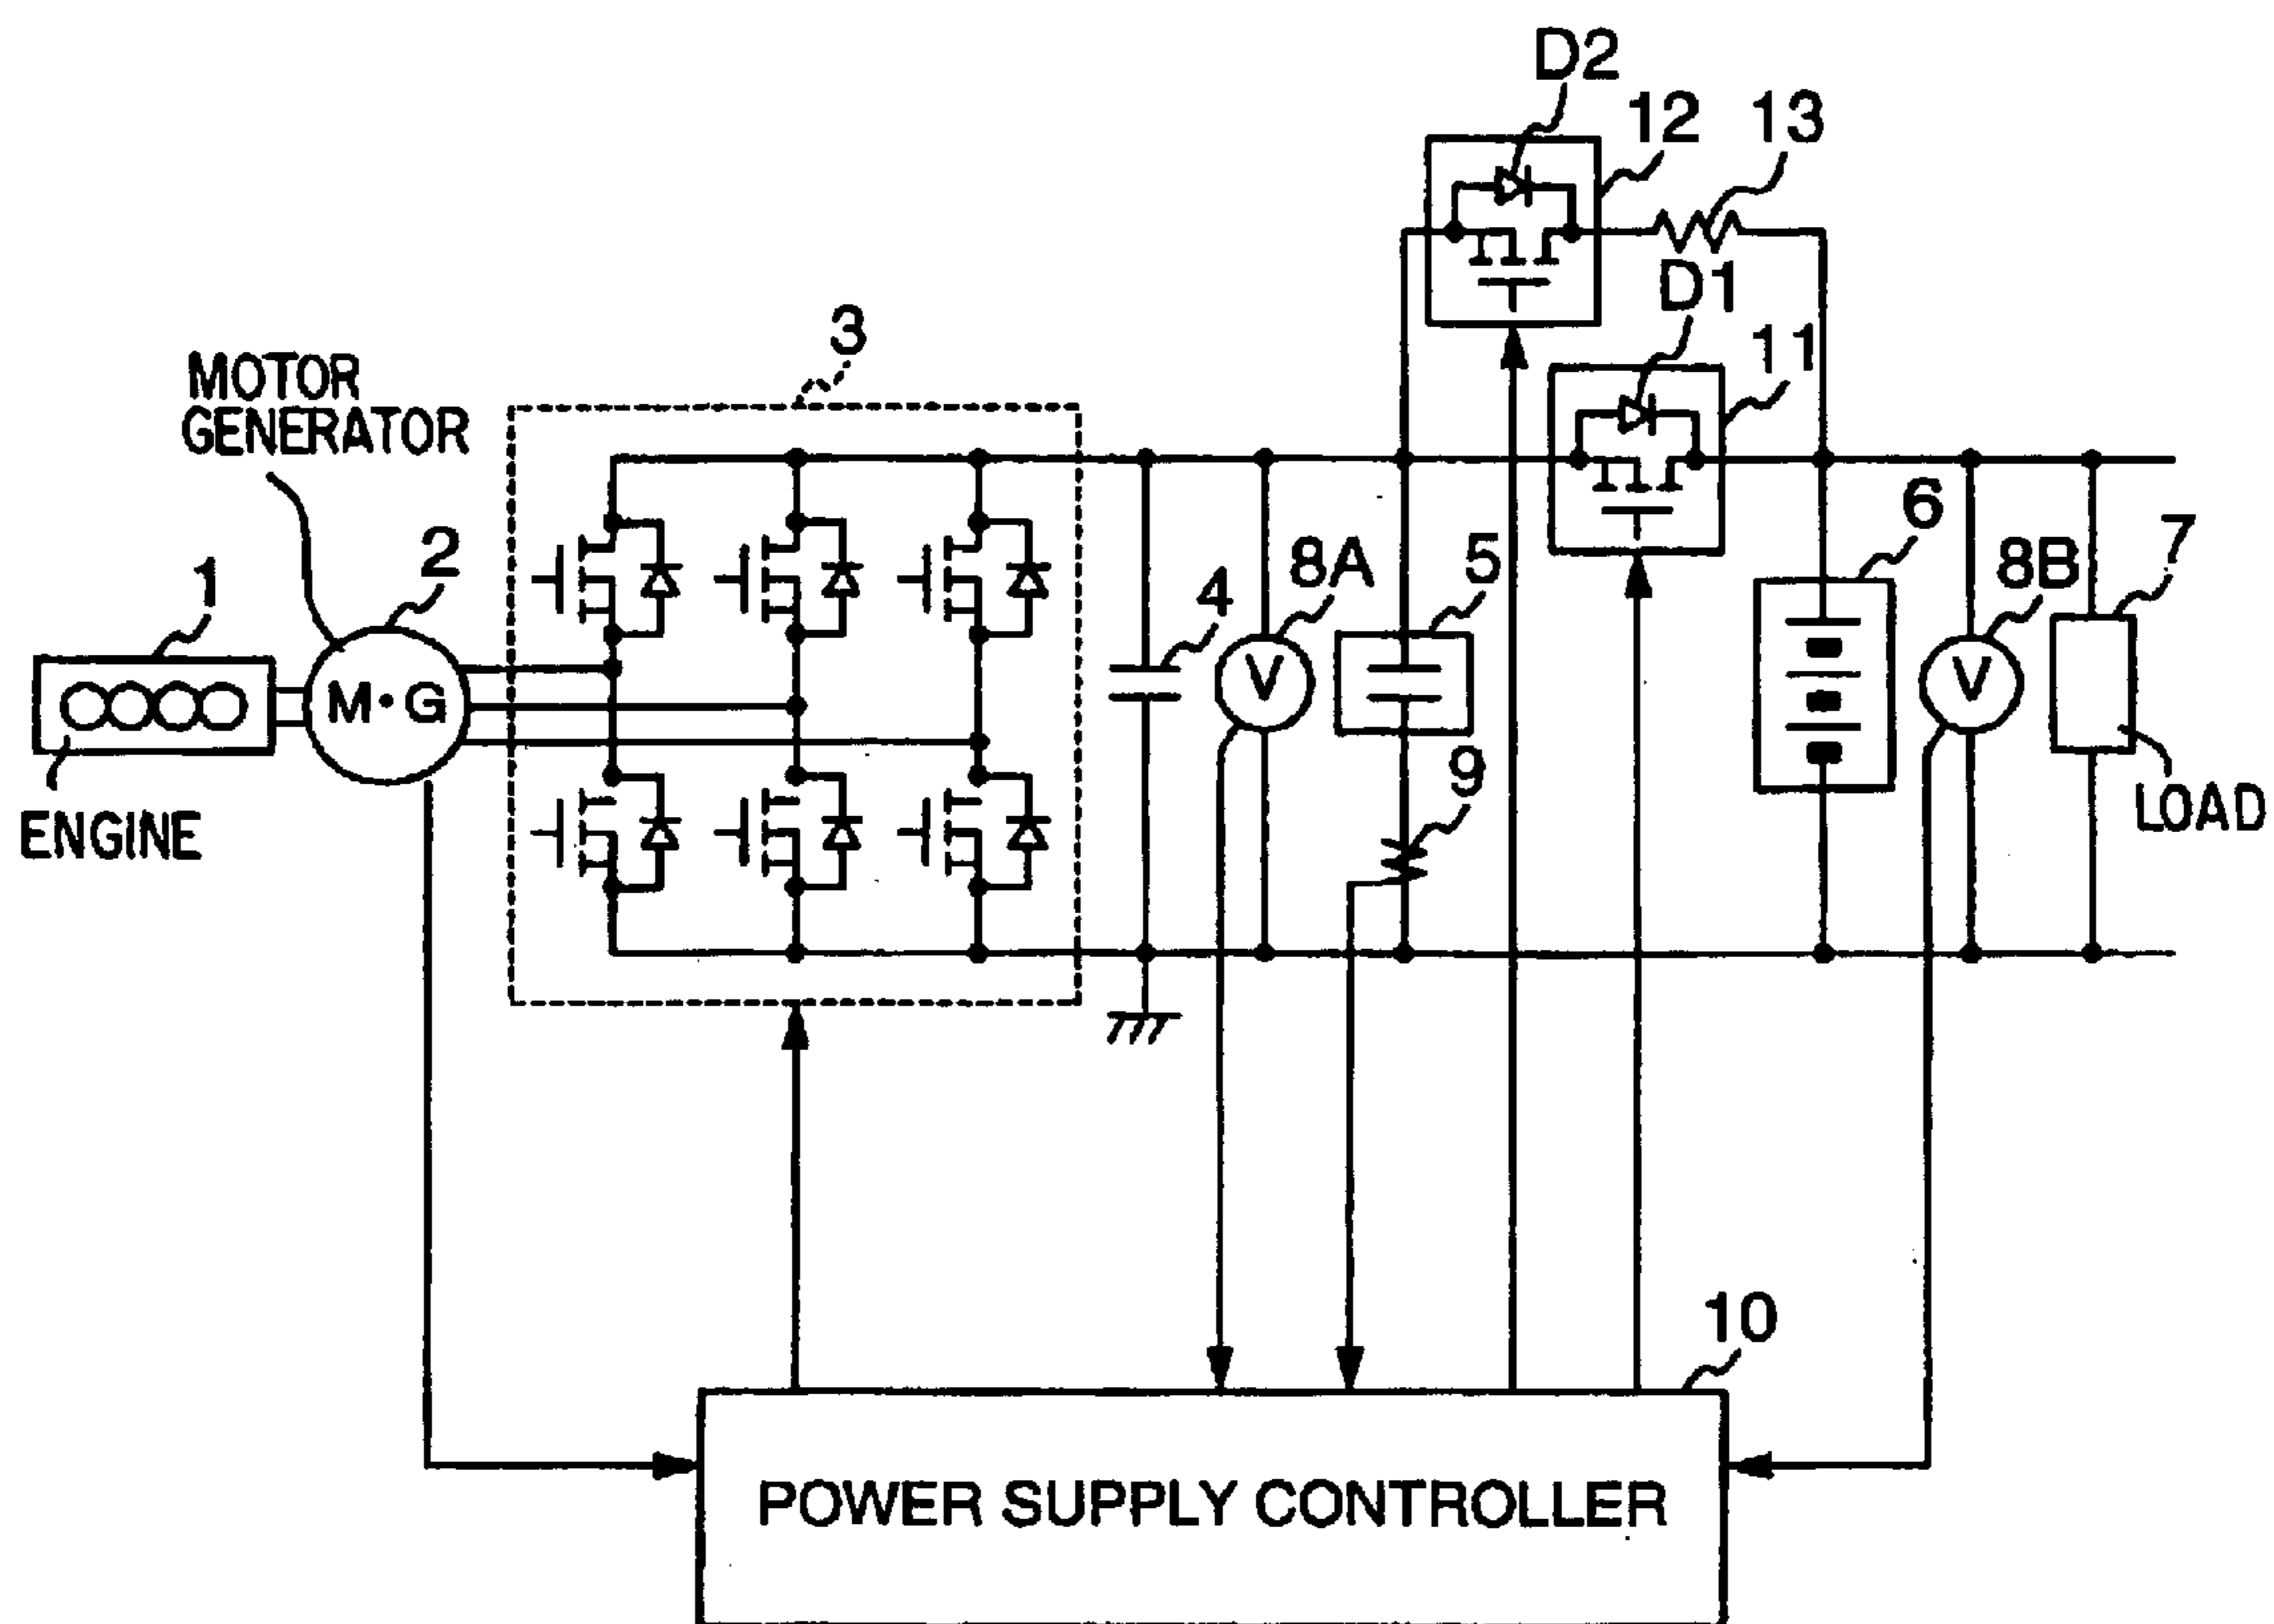 D2
12
13
D1
11
3
MOTOR
GENERATOR
1
2
4
8A
5
6
8B
7
M·G
V
V
9
ENGINE
LOAD
10
POWER SUPPLY CONTROLLER